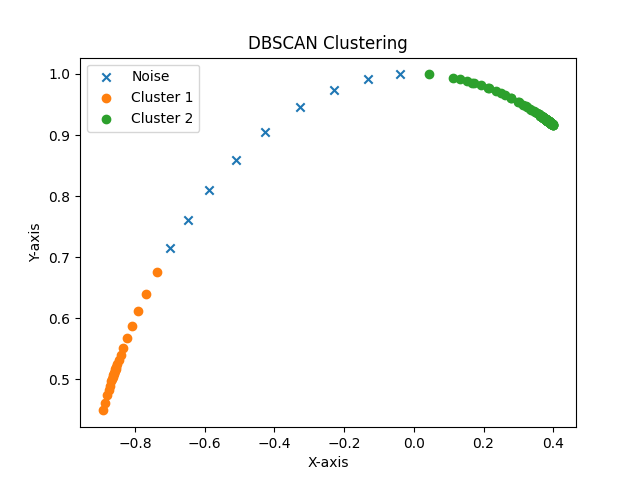 DBSCAN Clustering
Noise
Cluster 1
Cluster 2
1.0
0.9
0.8
0.7
0.6
0.5
Y-axis
−0.8 −0.6 −0.4 −0.2 0.0 0.2 0.4
X-axis